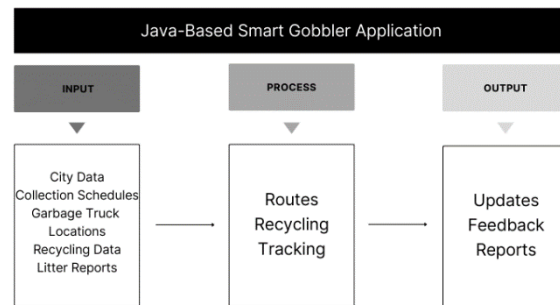 Java-Based Smart Gobbler Application
INPUT
PROCESS
OUTPUT
City Data
Collection Schedules
Garbage Truck
Locations
Recycling Data
Litter Reports
Routes
Recycling
Tracking
Updates
Feedback
Reports